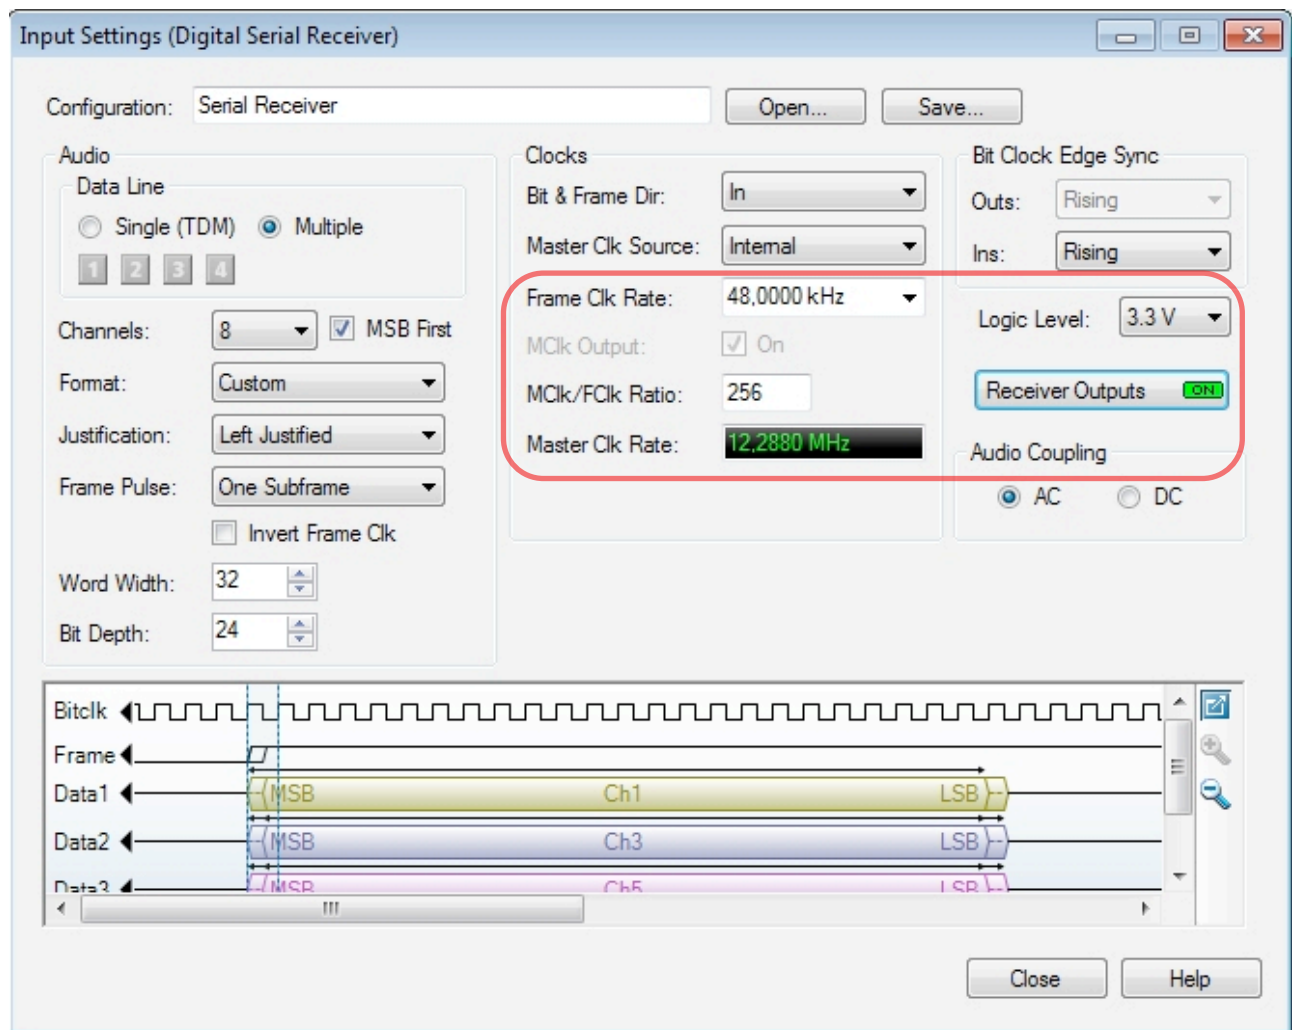 Input Settings (Digital Serial Receiver)
Configuration: Serial Receiver Open... Save...
Audio
Data Line
Single (TDM) Multiple
1 2 3 4
Channels: 8 MSB First
Format: Custom
Justification: Left Justified
Frame Pulse: One Subframe
Invert Frame Clk
Word Width: 32
Bit Depth: 24
Clocks
Bit & Frame Dir: In
Master Clk Source: Internal
Frame Clk Rate: 48,0000 kHz
MClk Output: On
MClk/FClk Ratio: 256
Master Clk Rate: 12,2880 MHz
Bit Clock Edge Sync
Outs: Rising
Ins: Rising
Logic Level: 3.3 V
Receiver Outputs ON
Audio Coupling
AC DC
Bitclk
Frame
Data1 MSB Ch1 LSB
Data2 MSB Ch3 LSB
Data3 MSB Ch5 LSB
Close Help